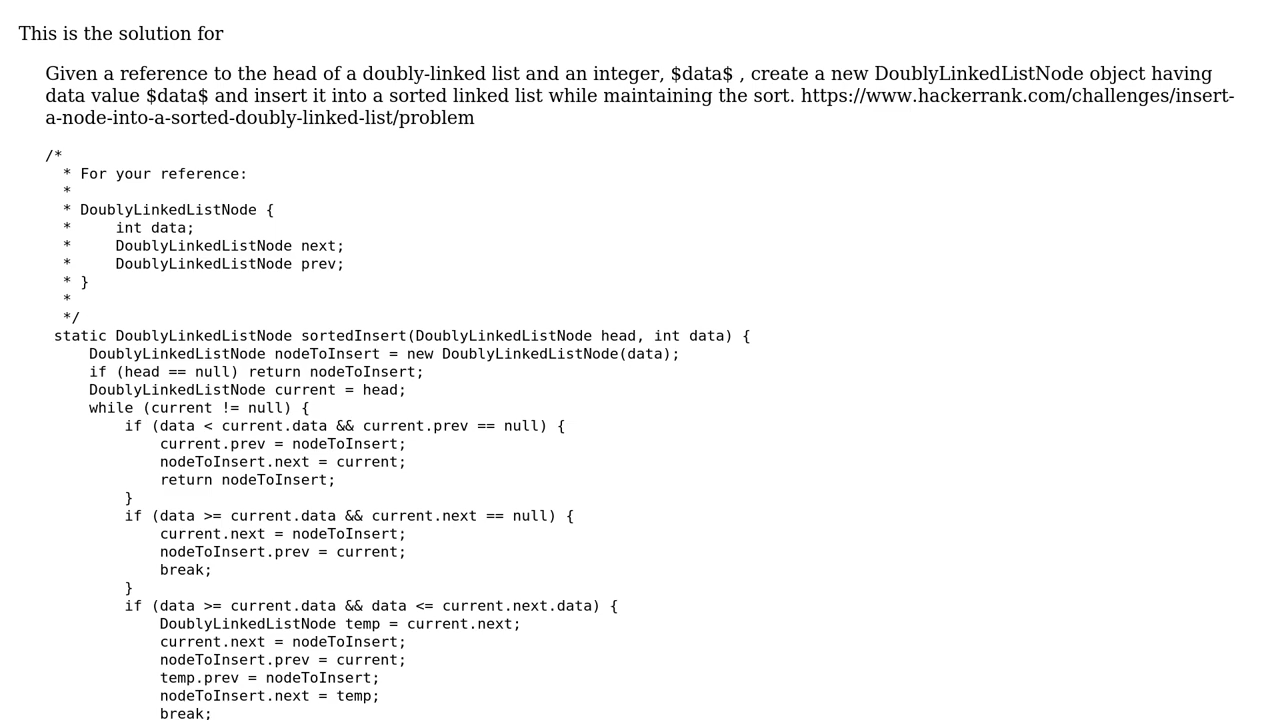 This is the solution for
Given a reference to the head of a doubly-linked list and an integer, $data$ , create a new DoublyLinkedListNode object having
data value $data$ and insert it into a sorted linked list while maintaining the sort. https://www.hackerrank.com/challenges/insert-
a-node-into-a-sorted-doubly-linked-list/problem
/*
  * For your reference:
  *
  * DoublyLinkedListNode {
  *     int data;
  *     DoublyLinkedListNode next;
  *     DoublyLinkedListNode prev;
  * }
  *
  */
 static DoublyLinkedListNode sortedInsert(DoublyLinkedListNode head, int data) {
     DoublyLinkedListNode nodeToInsert = new DoublyLinkedListNode(data);
     if (head == null) return nodeToInsert;
     DoublyLinkedListNode current = head;
     while (current != null) {
         if (data < current.data && current.prev == null) {
             current.prev = nodeToInsert;
             nodeToInsert.next = current;
             return nodeToInsert;
         }
         if (data >= current.data && current.next == null) {
             current.next = nodeToInsert;
             nodeToInsert.prev = current;
             break;
         }
         if (data >= current.data && data <= current.next.data) {
             DoublyLinkedListNode temp = current.next;
             current.next = nodeToInsert;
             nodeToInsert.prev = current;
             temp.prev = nodeToInsert;
             nodeToInsert.next = temp;
             break;